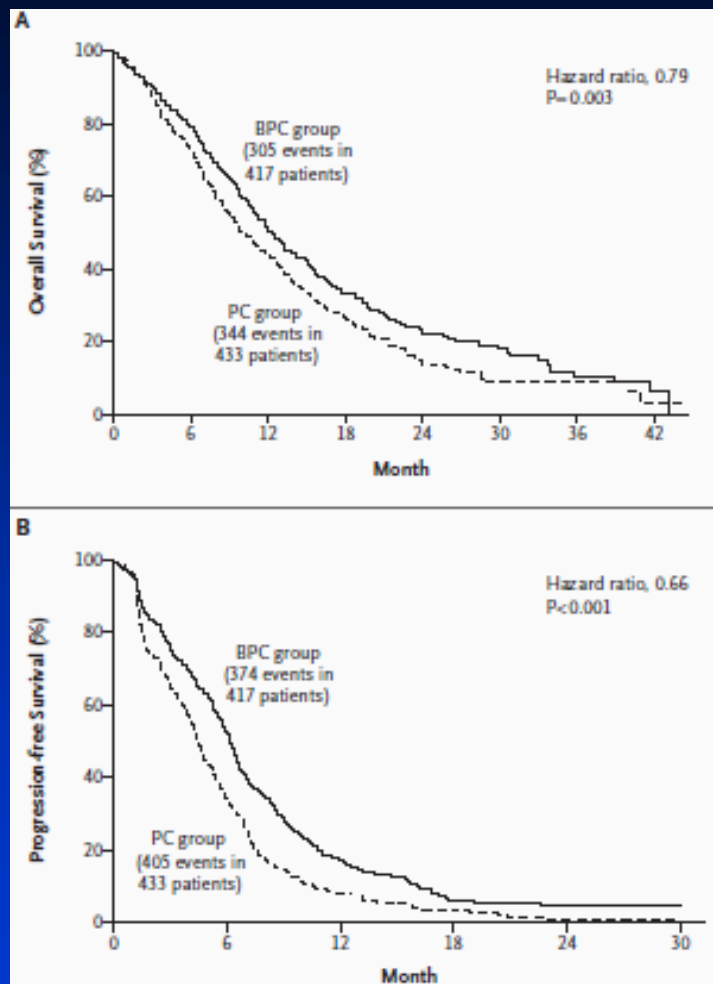 A
100
80
60
40
20
0
Overall Survival (%)
Hazard ratio, 0.79
P=0.003
BPC group
(305 events in
417 patients)
PC group
(344 events in
433 patients)
0 6 12 18 24 30 36 42
Month
B
100
80
60
40
20
0
Progression-free Survival (%)
Hazard ratio, 0.66
P<0.001
BPC group
(374 events in
417 patients)
PC group
(405 events in
433 patients)
0 6 12 18 24 30
Month